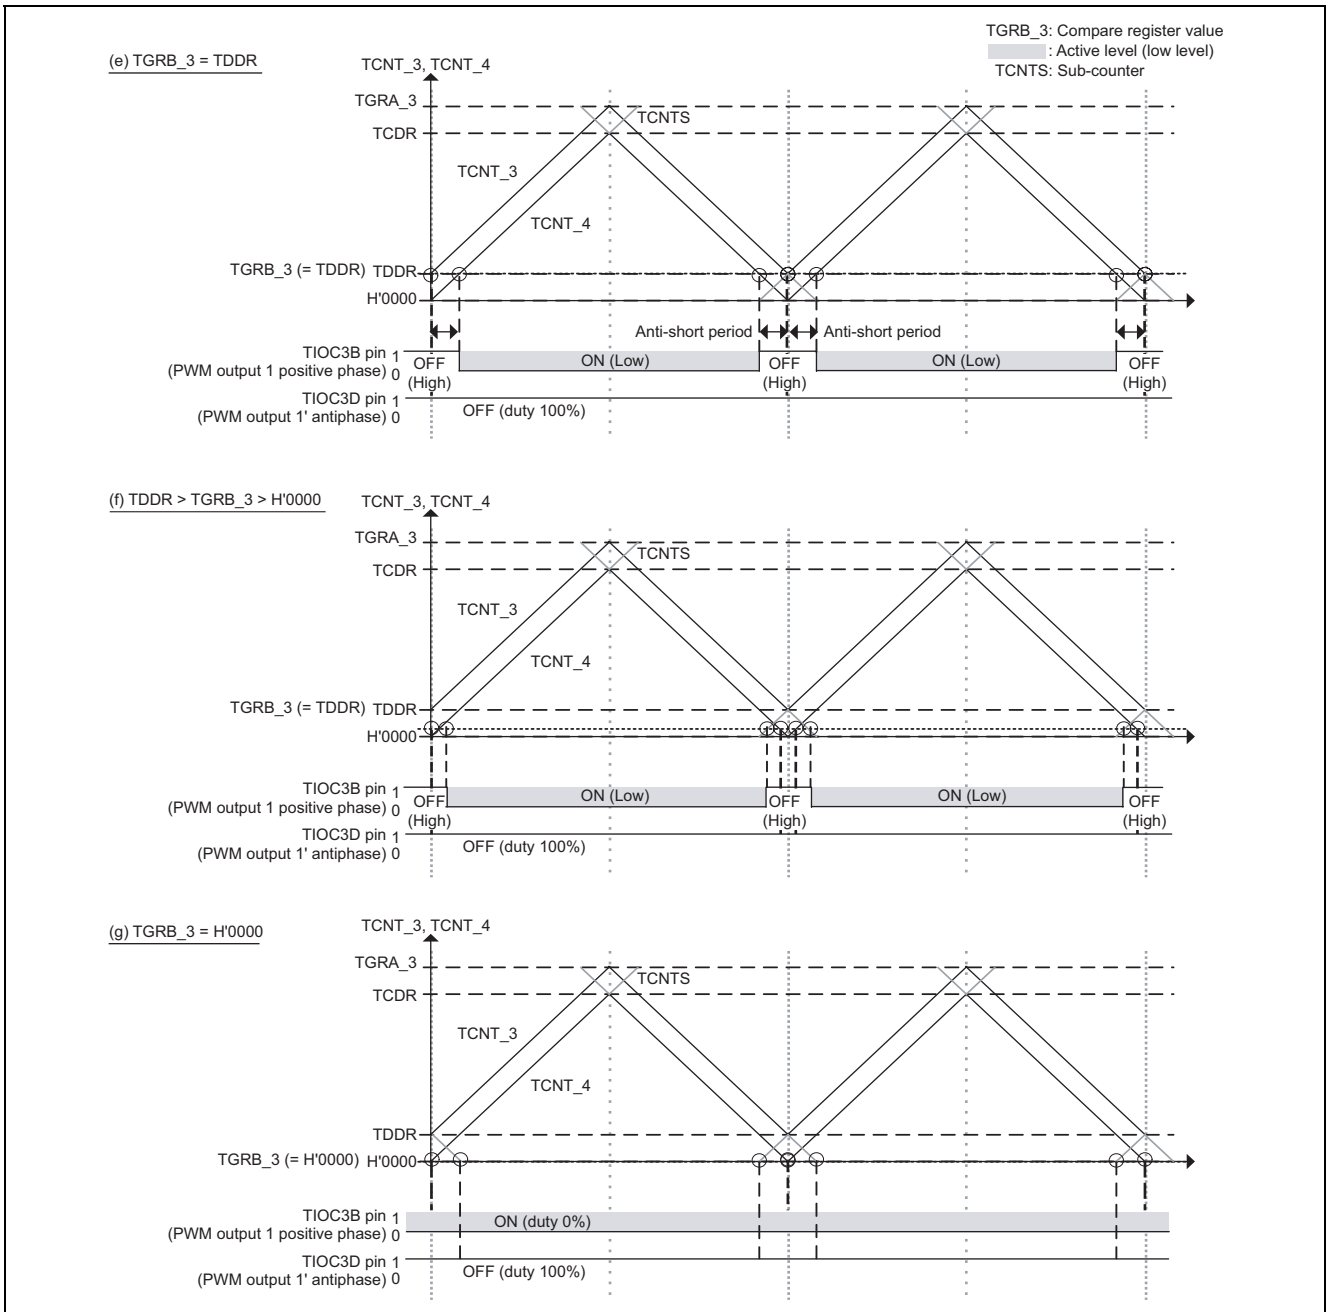 TGRB_3: Compare register value
: Active level (low level)
TCNTS: Sub-counter
(e) TGRB_3 = TDDR
TCNT_3, TCNT_4
TGRA_3
TCNTS
TCDR
TCNT_3
TCNT_4
TGRB_3 (= TDDR) TDDR
H'0000
Anti-short period
Anti-short period
TIOC3B pin 1
(PWM output 1 positive phase) 0
OFF
(High)
ON (Low)
OFF
(High)
ON (Low)
OFF
(High)
TIOC3D pin 1
(PWM output 1' antiphase) 0
OFF (duty 100%)
(f) TDDR > TGRB_3 > H'0000
TCNT_3, TCNT_4
TGRA_3
TCNTS
TCDR
TCNT_3
TCNT_4
TGRB_3 (= TDDR) TDDR
H'0000
TIOC3B pin 1
(PWM output 1 positive phase) 0
OFF
(High)
ON (Low)
OFF
(High)
ON (Low)
OFF
(High)
TIOC3D pin 1
(PWM output 1' antiphase) 0
OFF (duty 100%)
(g) TGRB_3 = H'0000
TCNT_3, TCNT_4
TGRA_3
TCNTS
TCDR
TCNT_3
TCNT_4
TDDR
TGRB_3 (= H'0000) H'0000
TIOC3B pin 1
(PWM output 1 positive phase) 0
ON (duty 0%)
TIOC3D pin 1
(PWM output 1' antiphase) 0
OFF (duty 100%)